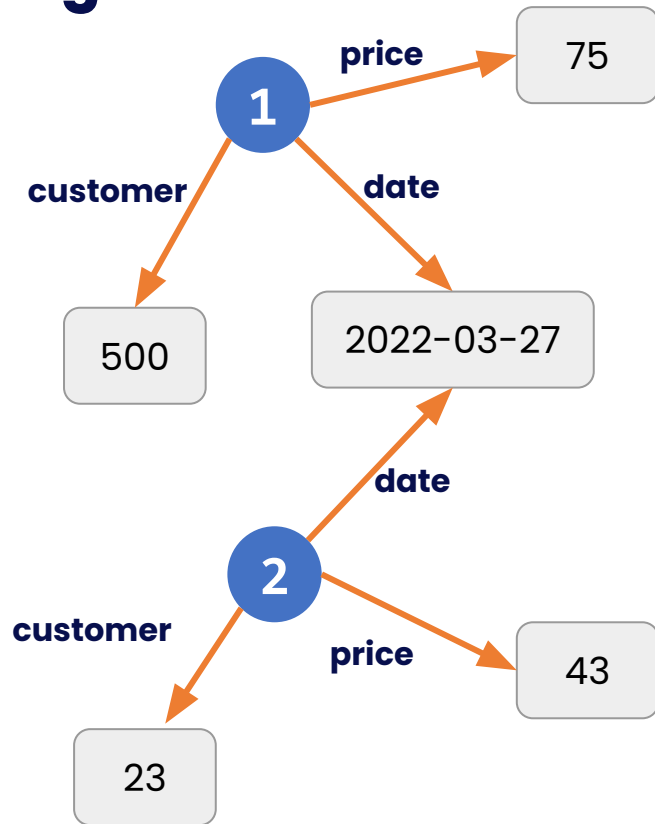 g
price
75
1
customer
date
500
2022-03-27
date
2
customer
price
43
23